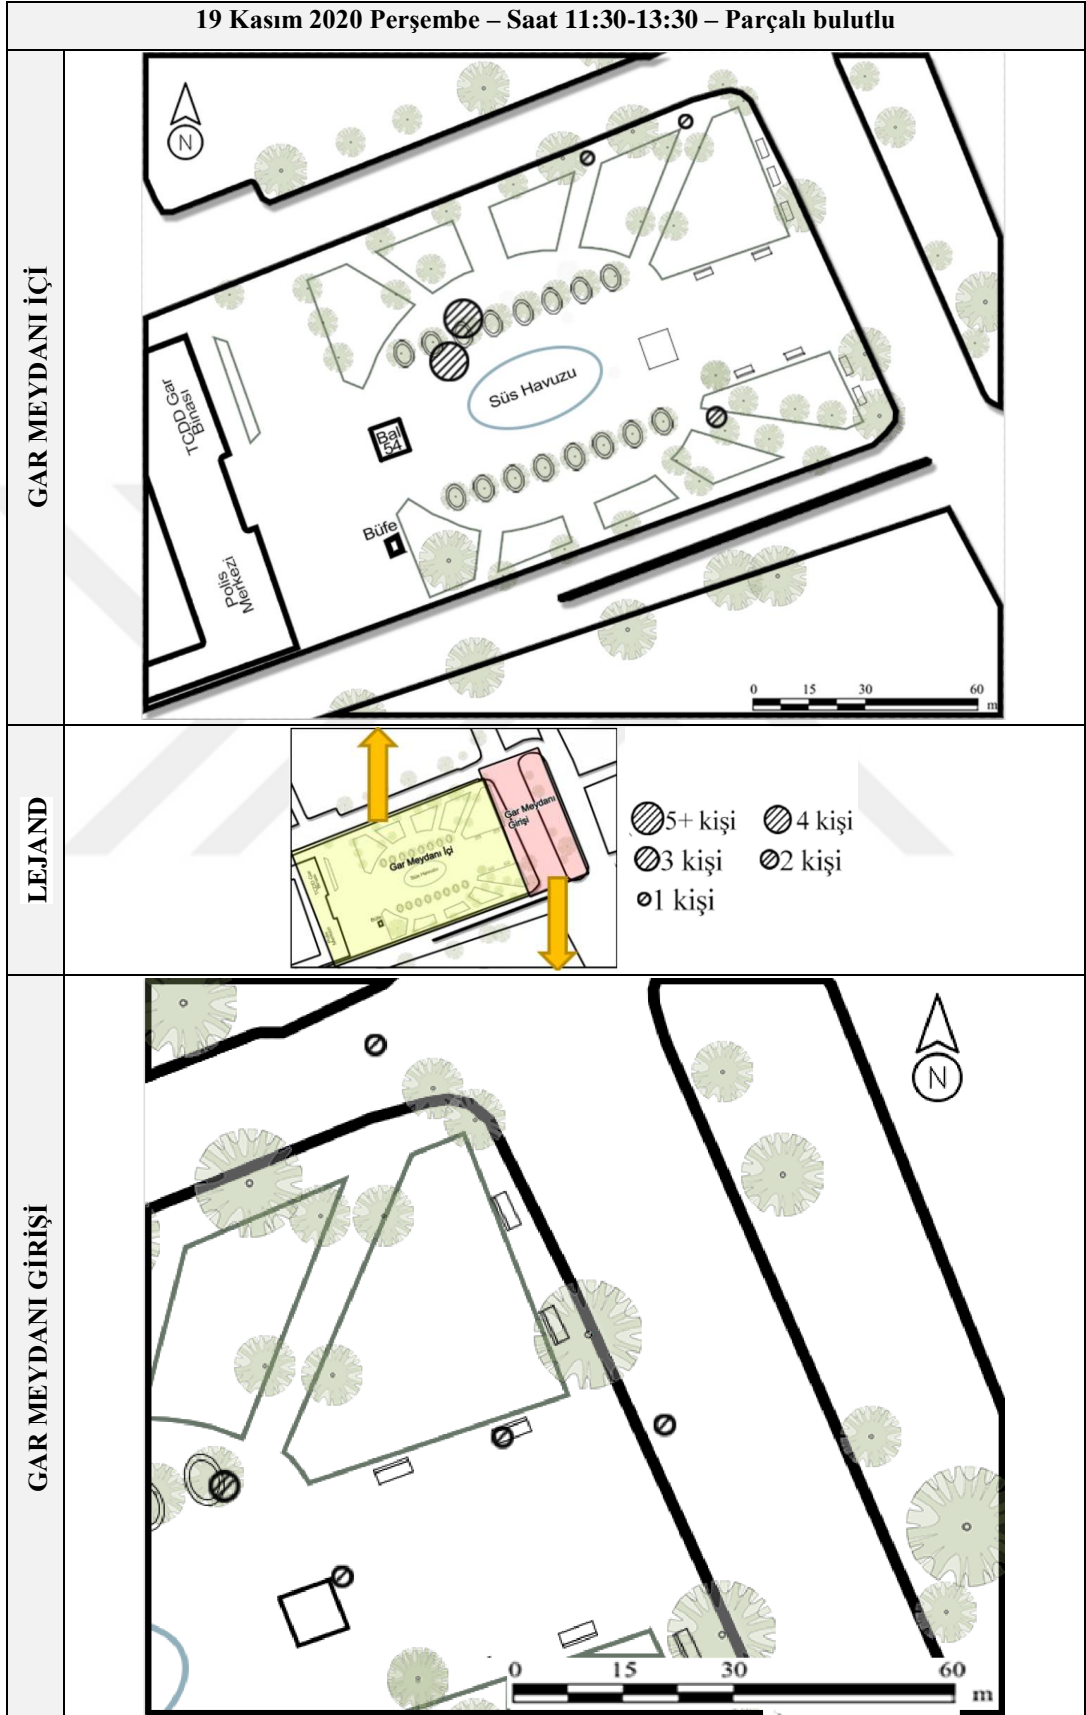 19 Kasım 2020 Perşembe – Saat 11:30-13:30 – Parçalı bulutlu
GAR MEYDANI İÇİ
N
TCDD Gar
Binası
Polis
Merkezi
Bal
54
Büfe
Süs Havuzu
0 15 30 60
m
LEJAND
Gar Meydanı
Girişi
Gar Meydanı İçi
Süs Havuzu
Büfe
5+ kişi 4 kişi
3 kişi 2 kişi
1 kişi
GAR MEYDANI GİRİŞİ
N
0 15 30 60
m